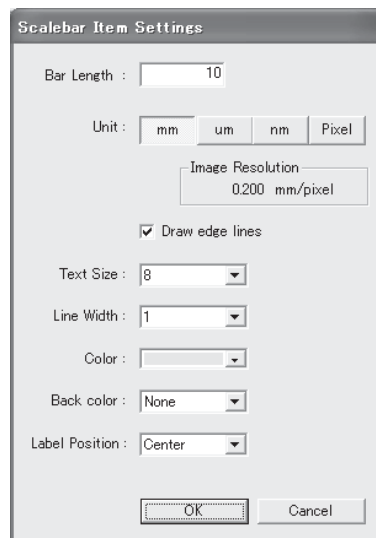 Scalebar Item Settings
Bar Length : 10
Unit : mm um nm Pixel
Image Resolution
0.200 mm/pixel
Draw edge lines
Text Size : 8
Line Width : 1
Color :
Back color : None
Label Position : Center
OK Cancel